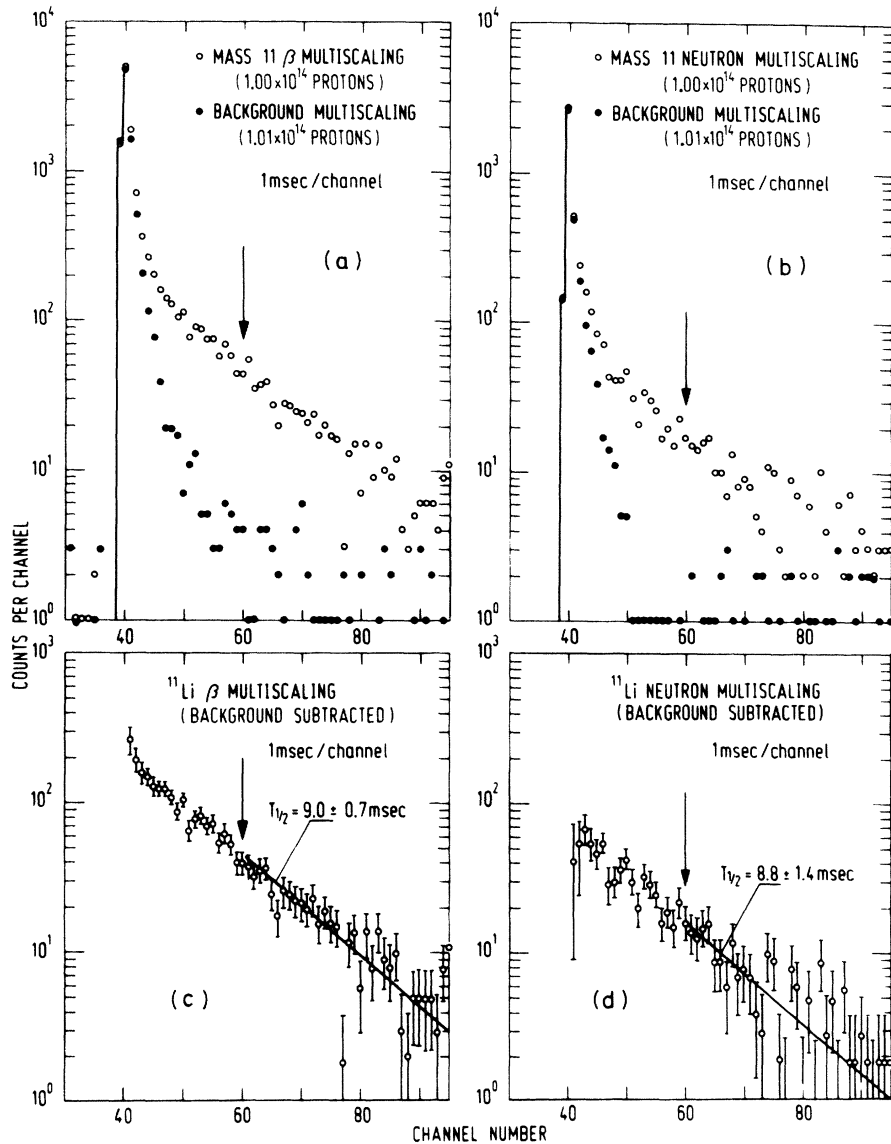 COUNTS PER CHANNEL
10⁴
10³
10²
10¹
10⁰
○ MASS 11 β MULTISCALING
(1.00×10¹⁴ PROTONS)
● BACKGROUND MULTISCALING
(1.01×10¹⁴ PROTONS)
1msec/channel
(a)
40
60
80
10⁴
10³
10²
10¹
10⁰
○ MASS 11 NEUTRON MULTISCALING
(1.00×10¹⁴ PROTONS)
● BACKGROUND MULTISCALING
(1.01×10¹⁴ PROTONS)
1msec/channel
(b)
40
60
80
10³
10²
10¹
10⁰
¹¹Li β MULTISCALING
(BACKGROUND SUBTRACTED)
1msec/channel
T1/2 = 9.0 ± 0.7 msec
(c)
40
60
80
10³
10²
10¹
10⁰
¹¹Li NEUTRON MULTISCALING
(BACKGROUND SUBTRACTED)
1msec/channel
T1/2 = 8.8 ± 1.4 msec
(d)
40
60
80
CHANNEL NUMBER